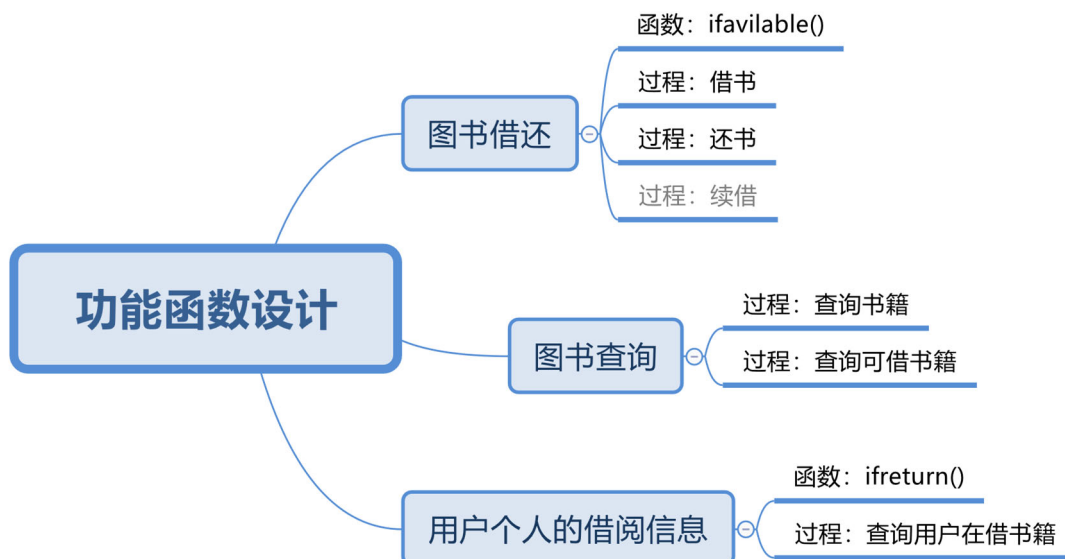 功能函数设计
图书借还
函数：ifavilable()
过程：借书
过程：还书
过程：续借
图书查询
过程：查询书籍
过程：查询可借书籍
用户个人的借阅信息
函数：ifreturn()
过程：查询用户在借书籍